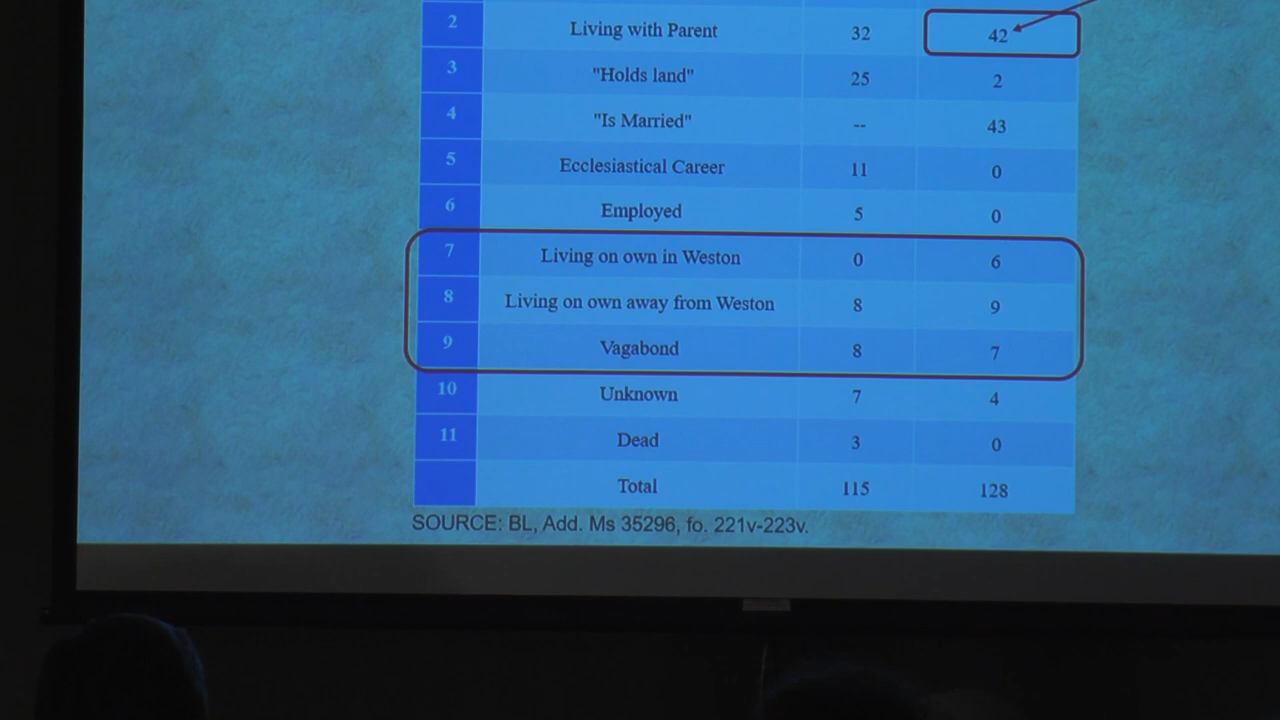 2 Living with Parent 32 42
3 "Holds land" 25 2
4 "Is Married" -- 43
5 Ecclesiastical Career 11 0
6 Employed 5 0
7 Living on own in Weston 0 6
8 Living on own away from Weston 8 9
9 Vagabond 8 7
10 Unknown 7 4
11 Dead 3 0
Total 115 128
SOURCE: BL, Add. Ms 35296, fo. 221v-223v.